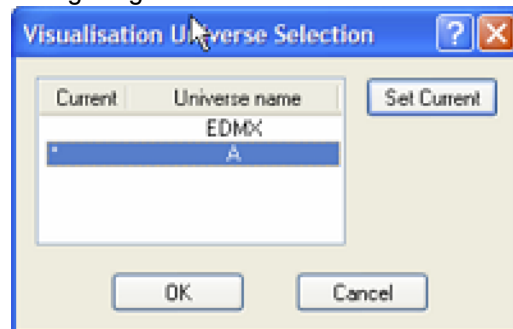 Visualisation Universe Selection
Current Universe name Set Current
EDMX
* A
OK Cancel